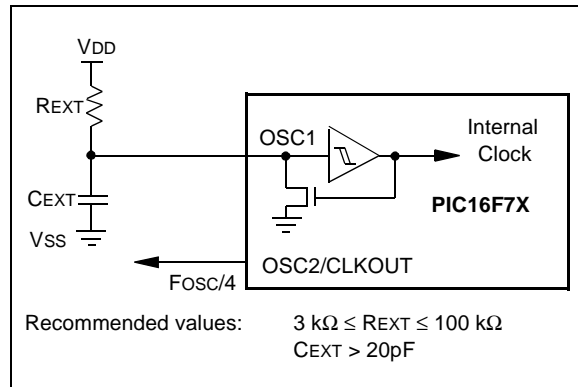 VDD
REXT
OSC1
Internal
Clock
CEXT
PIC16F7X
VSS
OSC2/CLKOUT
FOSC/4
Recommended values: 3 kΩ ≤ REXT ≤ 100 kΩ
CEXT > 20pF